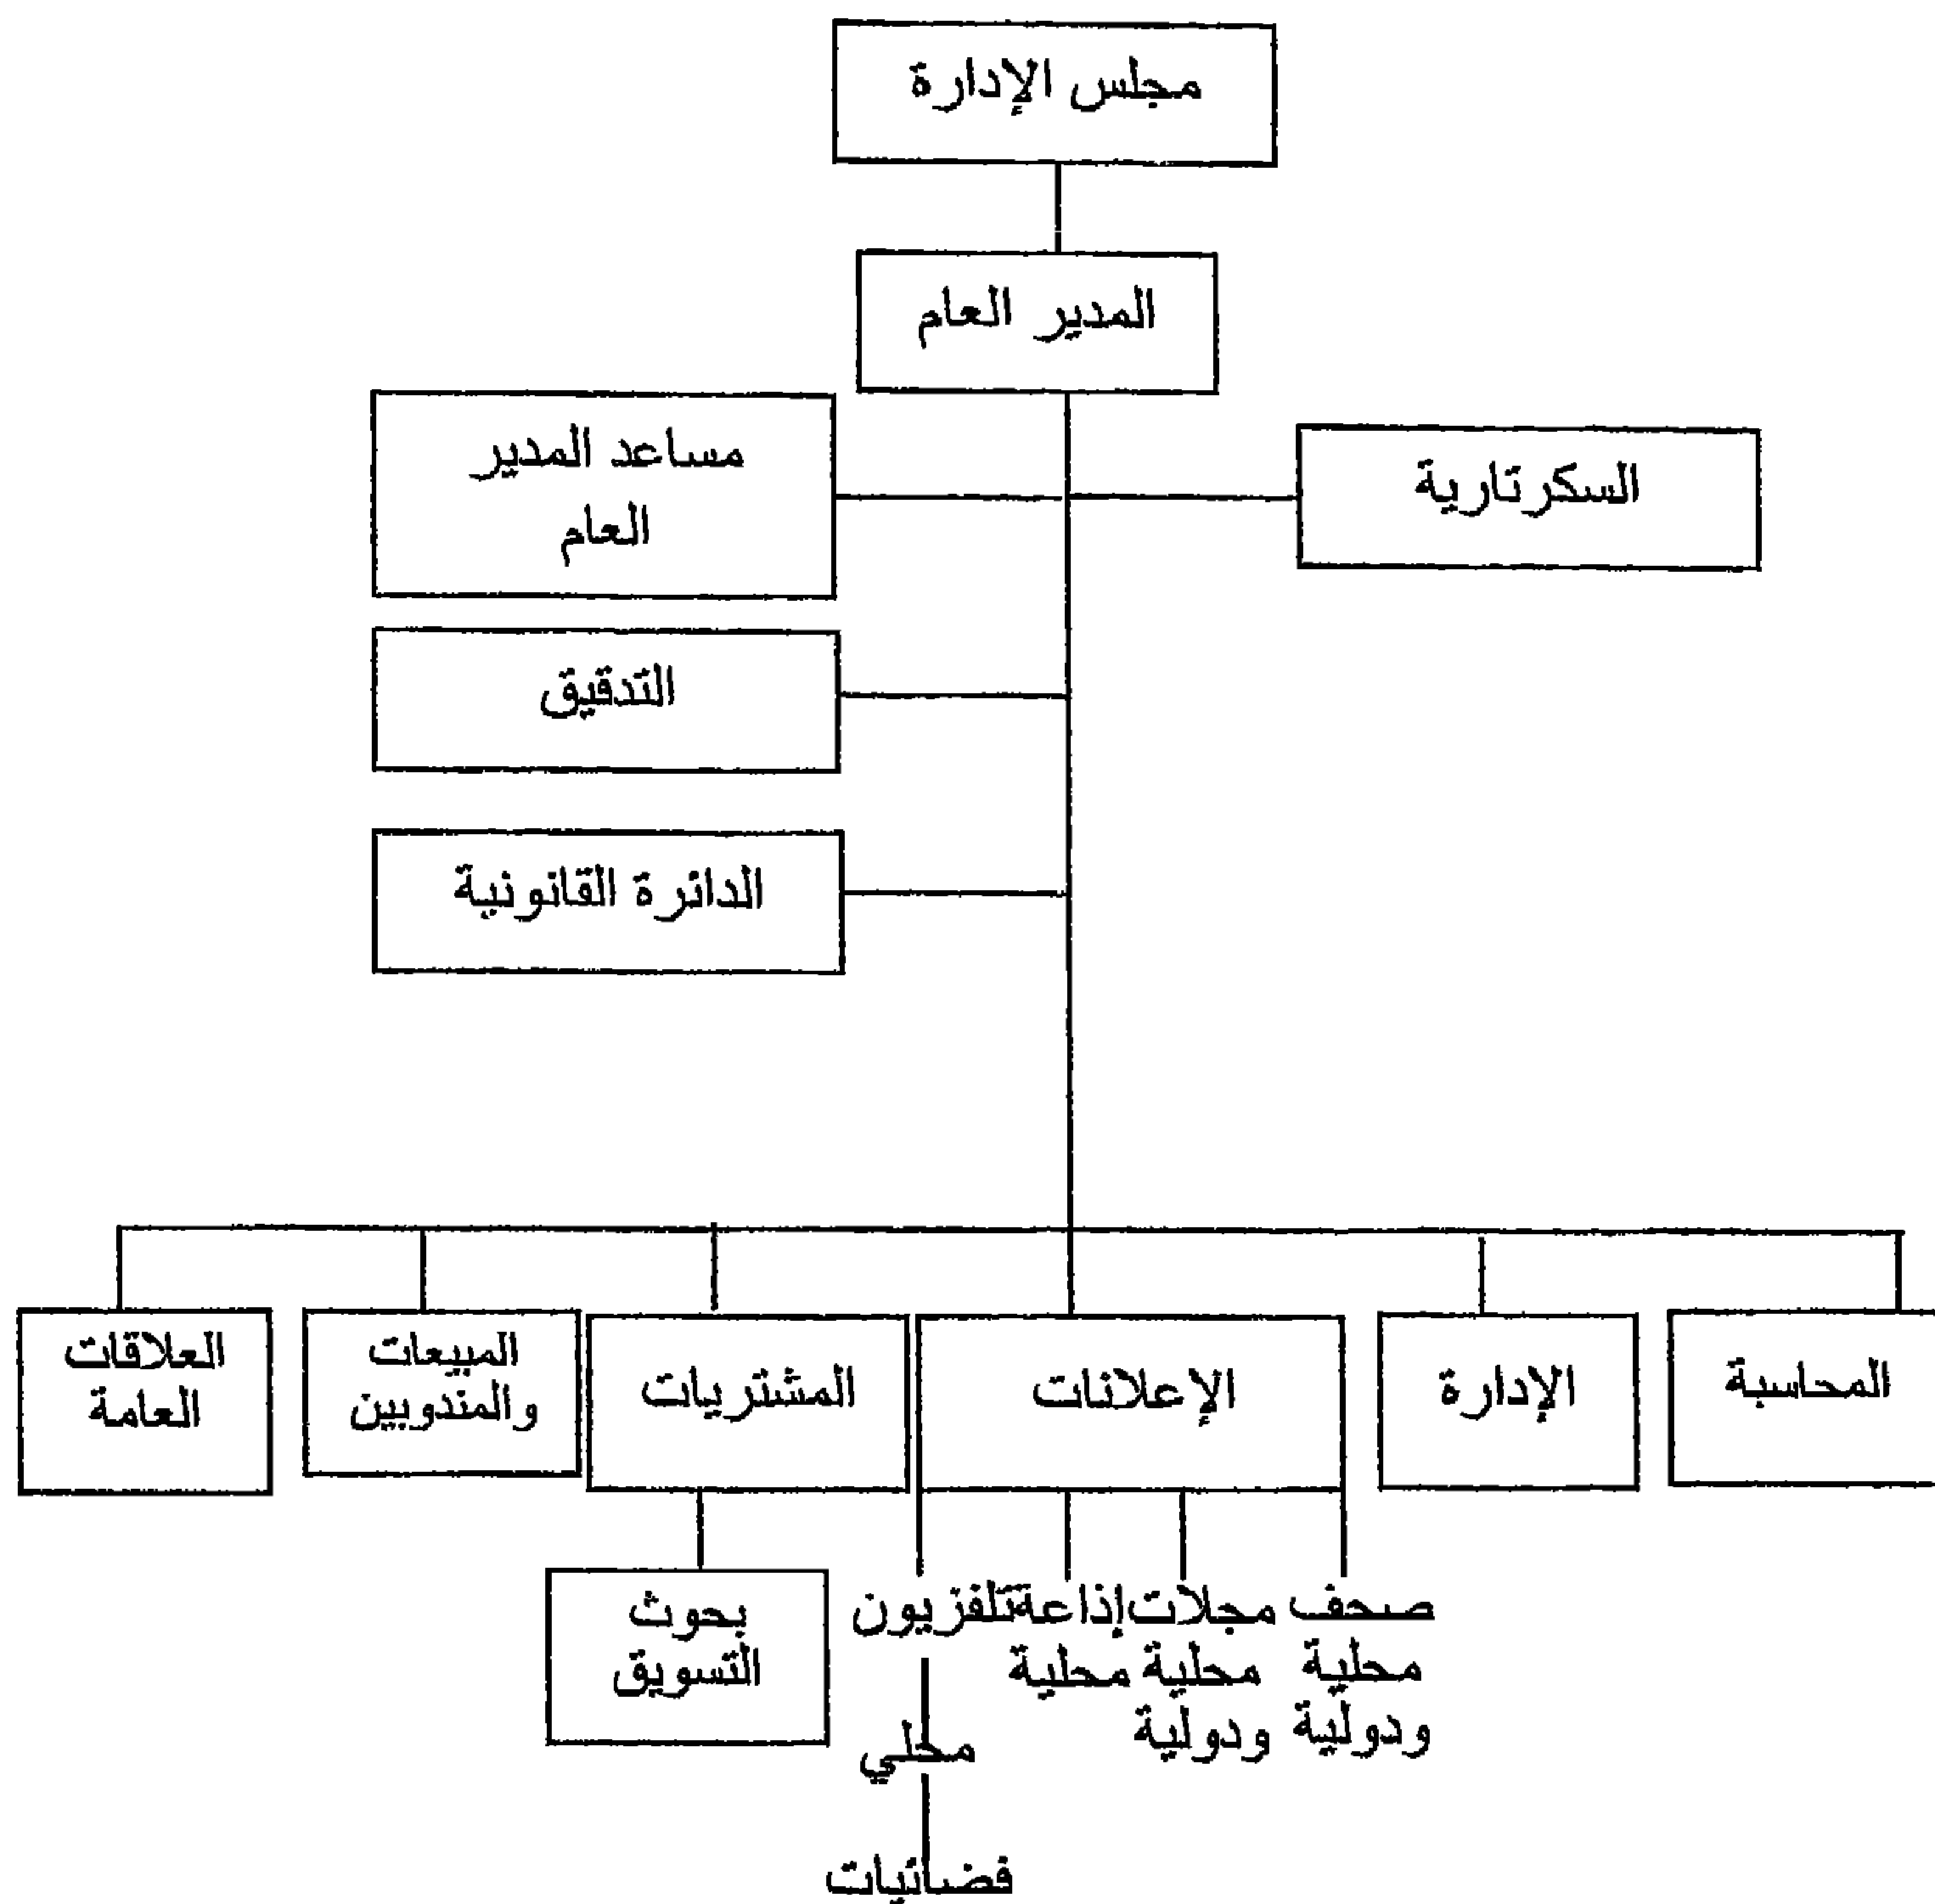 مجلس الإدارة
المدير العام
السكرتارية
مساعد المدير
العام
التدقيق
الدائرة القانونية
المحاسبة
الإدارة
الإعلانات
المشتريات
المبيعات
والمندوبين
العلاقات
العامة
صحف
محلية
ودولية
مجلات
محلية
ودولية
إذاعة
محلية
تلفزيون
محلي
فضائيات
بحوث
التسويق